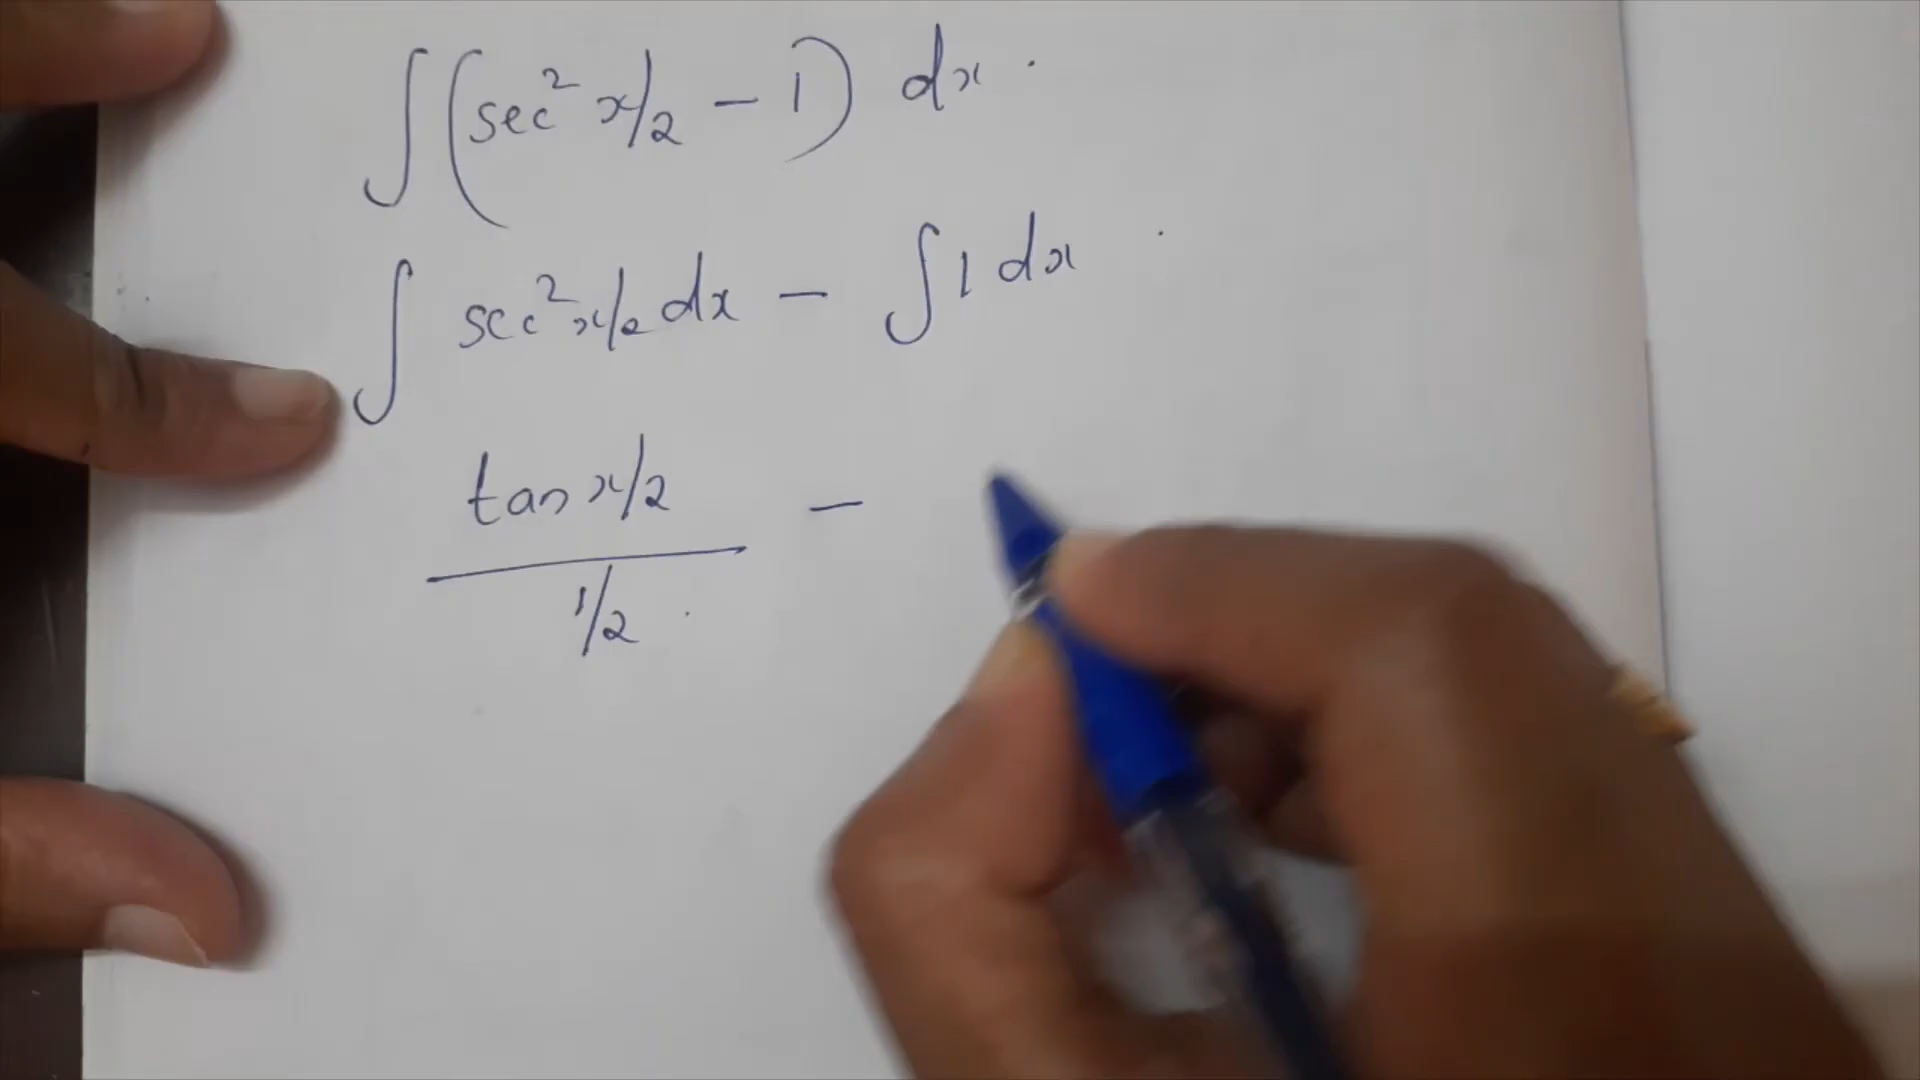 ∫(sec² x/2 − 1) dx .
∫ sec² x/2 dx − ∫ 1 dx
tan x/2 −
1/2 .